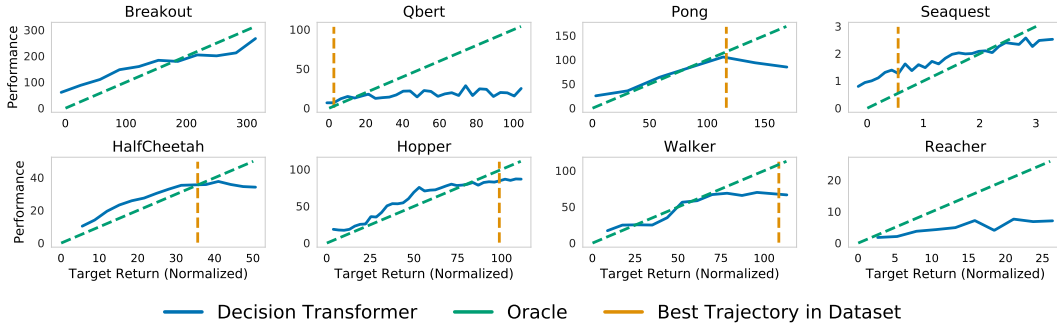 Breakout
Qbert
Pong
Seaquest
Performance
300
200
100
0
0 100 200 300
100
50
0
0 20 40 60 80 100
150
100
50
0
0 50 100 150
3
2
1
0
0 1 2 3
HalfCheetah
Hopper
Walker
Reacher
Performance
40
20
0
0 10 20 30 40 50
Target Return (Normalized)
100
50
0
0 25 50 75 100
Target Return (Normalized)
100
50
0
0 25 50 75 100
Target Return (Normalized)
20
10
0
0 5 10 15 20 25
Target Return (Normalized)
Decision Transformer
Oracle
Best Trajectory in Dataset